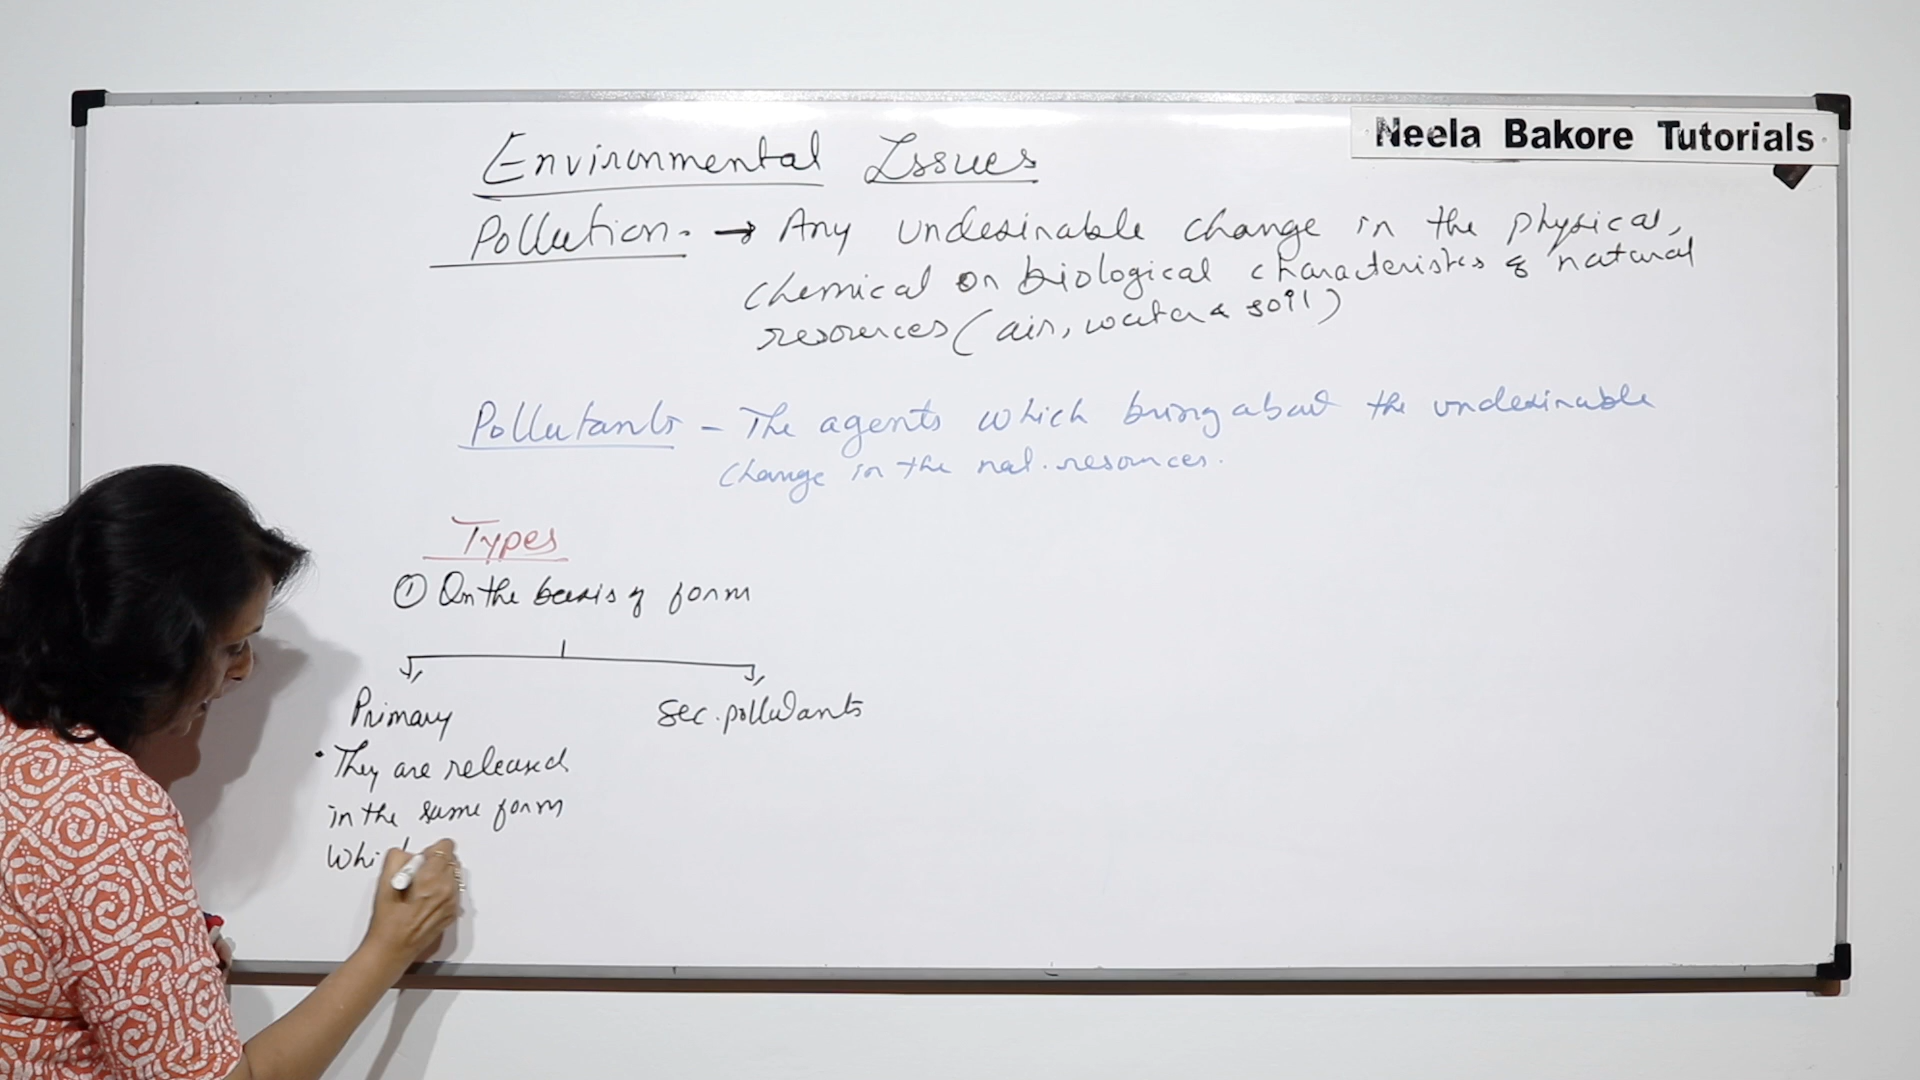 Neela Bakore Tutorials
Environmental Issues
Pollution. → Any undesirable change in the physical,
chemical or biological characteristics of natural
resources (air, water & soil)
Pollutants - The agents which bring about the undesirable
change in the nat. resources.
Types
① On the basis of form
Primary
Sec. pollutants
• They are released
in the same form